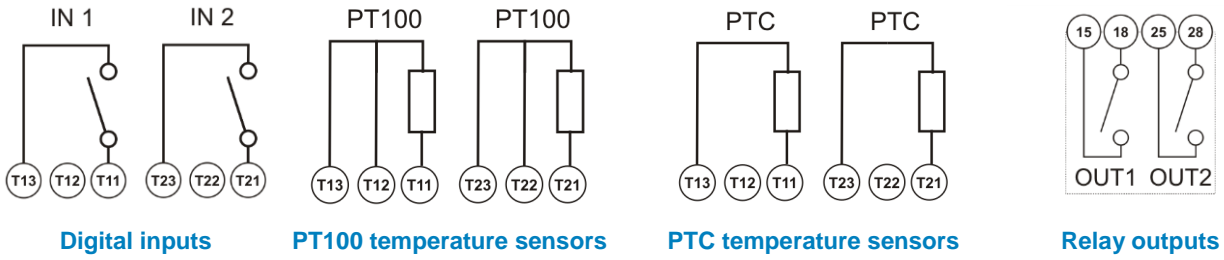 IN 1 IN 2 PT100 PT100 PTC PTC
15 18 25 28
T13 T12 T11 T23 T22 T21 T13 T12 T11 T23 T22 T21 T13 T12 T11 T23 T22 T21
OUT1 OUT2
Digital inputs PT100 temperature sensors PTC temperature sensors Relay outputs